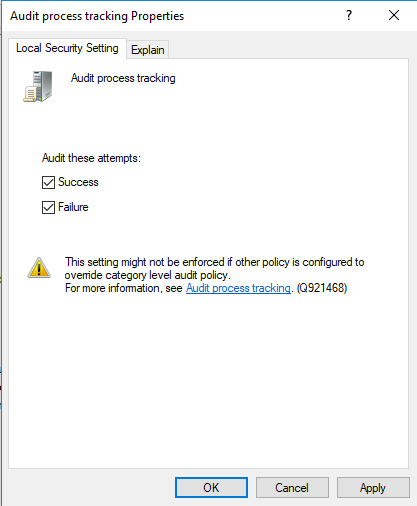 Audit process tracking Properties
Local Security Setting
Explain
Audit process tracking
Audit these attempts:
Success
Failure
This setting might not be enforced if other policy is configured to
override category level audit policy.
For more information, see Audit process tracking. (Q921468)
OK
Cancel
Apply